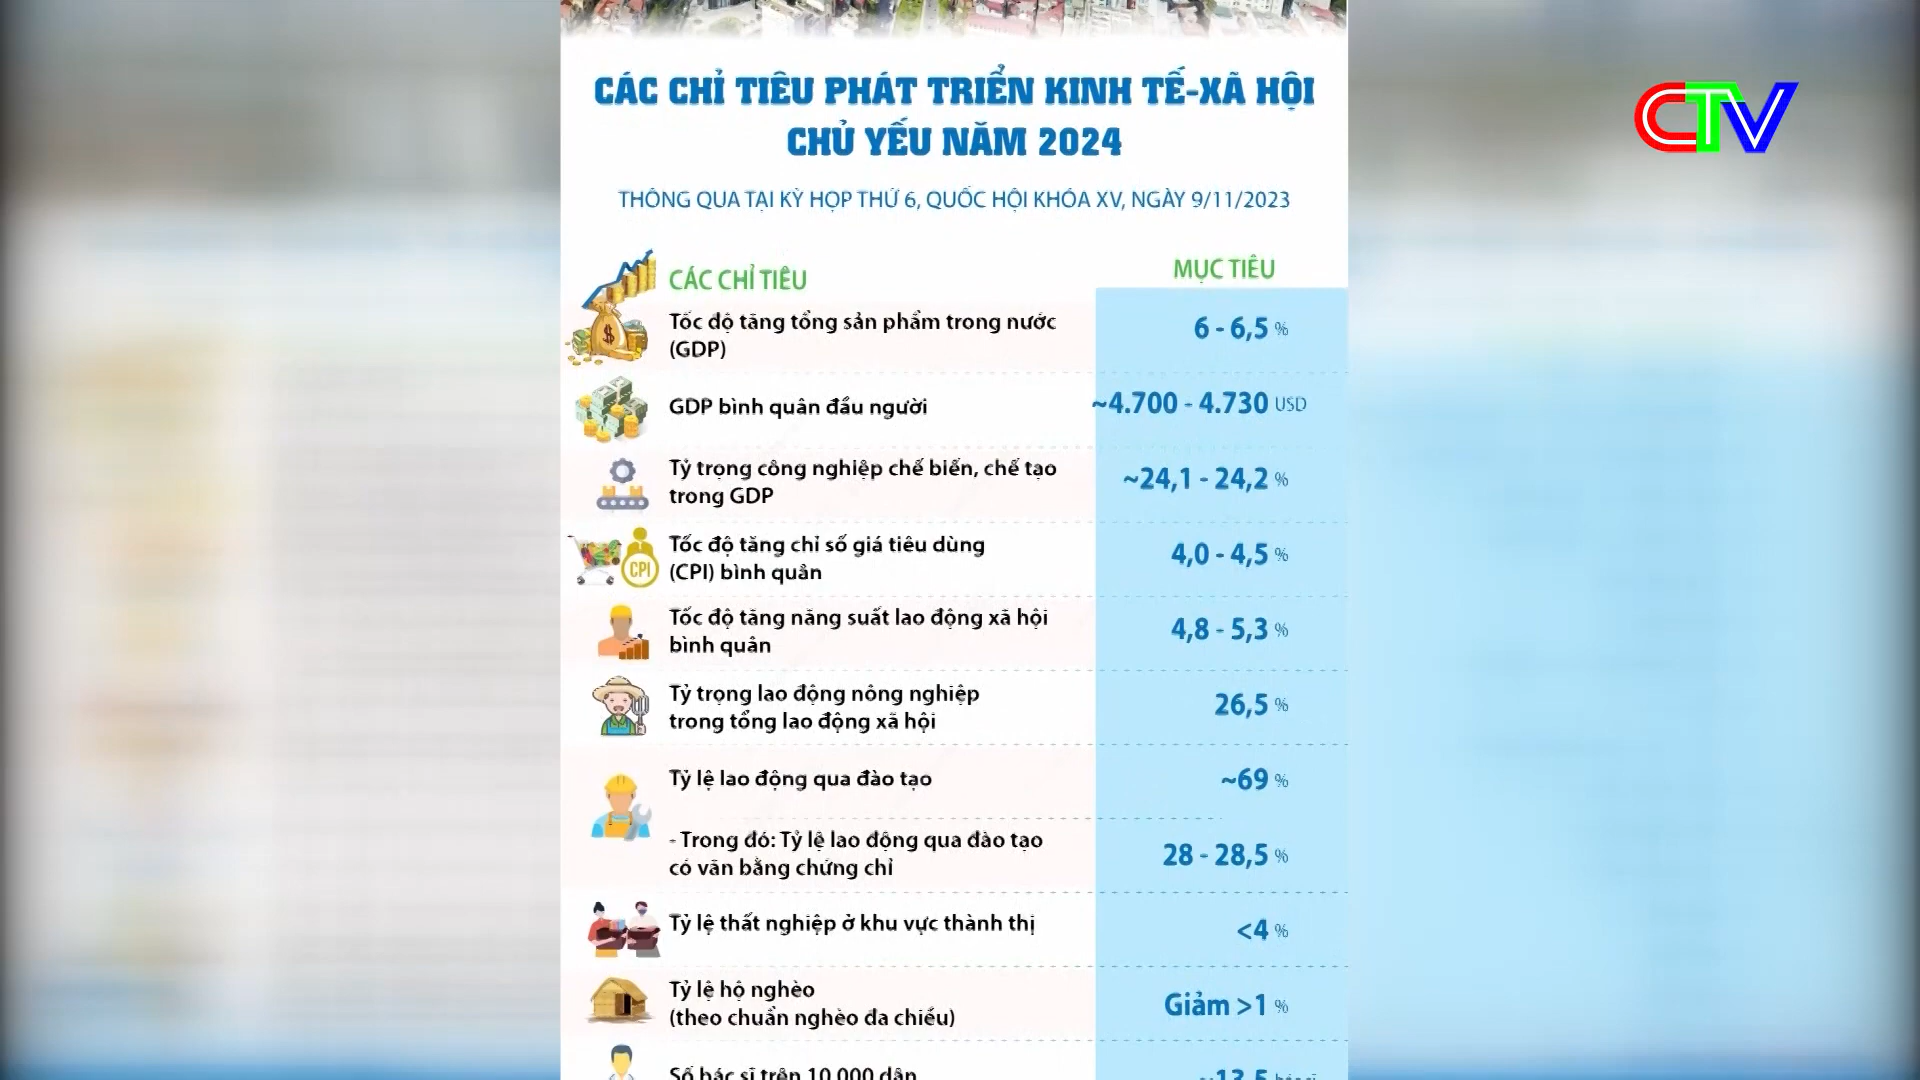 CTV
CÁC CHỈ TIÊU PHÁT TRIỂN KINH TẾ-XÃ HỘI
CHỦ YẾU NĂM 2024
THÔNG QUA TẠI KỲ HỌP THỨ 6, QUỐC HỘI KHÓA XV, NGÀY 9/11/2023
CÁC CHỈ TIÊU
MỤC TIÊU
Tốc độ tăng tổng sản phẩm trong nước
(GDP)
6 - 6,5 %
GDP bình quân đầu người
~4.700 - 4.730 USD
Tỷ trọng công nghiệp chế biến, chế tạo
trong GDP
~24,1 - 24,2 %
CPI
Tốc độ tăng chỉ số giá tiêu dùng
(CPI) bình quân
4,0 - 4,5 %
Tốc độ tăng năng suất lao động xã hội
bình quân
4,8 - 5,3 %
Tỷ trọng lao động nông nghiệp
trong tổng lao động xã hội
26,5 %
Tỷ lệ lao động qua đào tạo
~69 %
- Trong đó: Tỷ lệ lao động qua đào tạo
có văn bằng chứng chỉ
28 - 28,5 %
Tỷ lệ thất nghiệp ở khu vực thành thị
<4 %
Tỷ lệ hộ nghèo
(theo chuẩn nghèo đa chiều)
Giảm >1 %
Số bác sĩ trên 10.000 dân
~13,5 bác sĩ